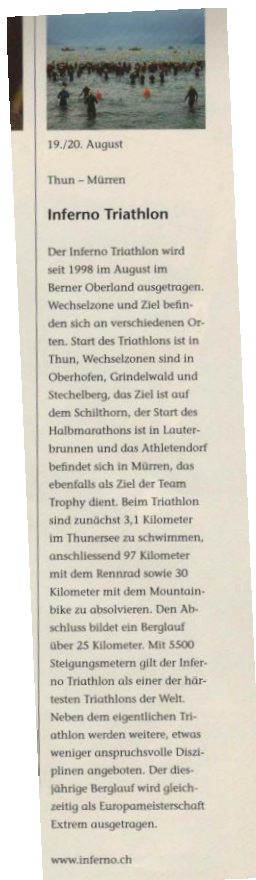 19./20. August
Thun – Mürren
Inferno Triathlon
Der Inferno Triathlon wird
seit 1998 im August im
Berner Oberland ausgetragen.
Wechselzone und Ziel befin-
den sich an verschiedenen Or-
ten. Start des Triathlons ist in
Thun, Wechselzonen sind in
Oberhofen, Grindelwald und
Stechelberg, das Ziel ist auf
dem Schilthorn, der Start des
Halbmarathons ist in Lauter-
brunnen und das Athletendorf
befindet sich in Mürren, das
ebenfalls als Ziel der Team
Trophy dient. Beim Triathlon
sind zunächst 3,1 Kilometer
im Thunersee zu schwimmen,
anschliessend 97 Kilometer
mit dem Rennrad sowie 30
Kilometer mit dem Mountain-
bike zu absolvieren. Den Ab-
schluss bildet ein Berglauf
über 25 Kilometer. Mit 5500
Steigungsmetern gilt der Infer-
no Triathlon als einer der här-
testen Triathlons der Welt.
Neben dem eigentlichen Tri-
athlon werden weitere, etwas
weniger anspruchsvolle Diszi-
plinen angeboten. Der dies-
jährige Berglauf wird gleich-
zeitig als Europameisterschaft
Extrem ausgetragen.
www.inferno.ch